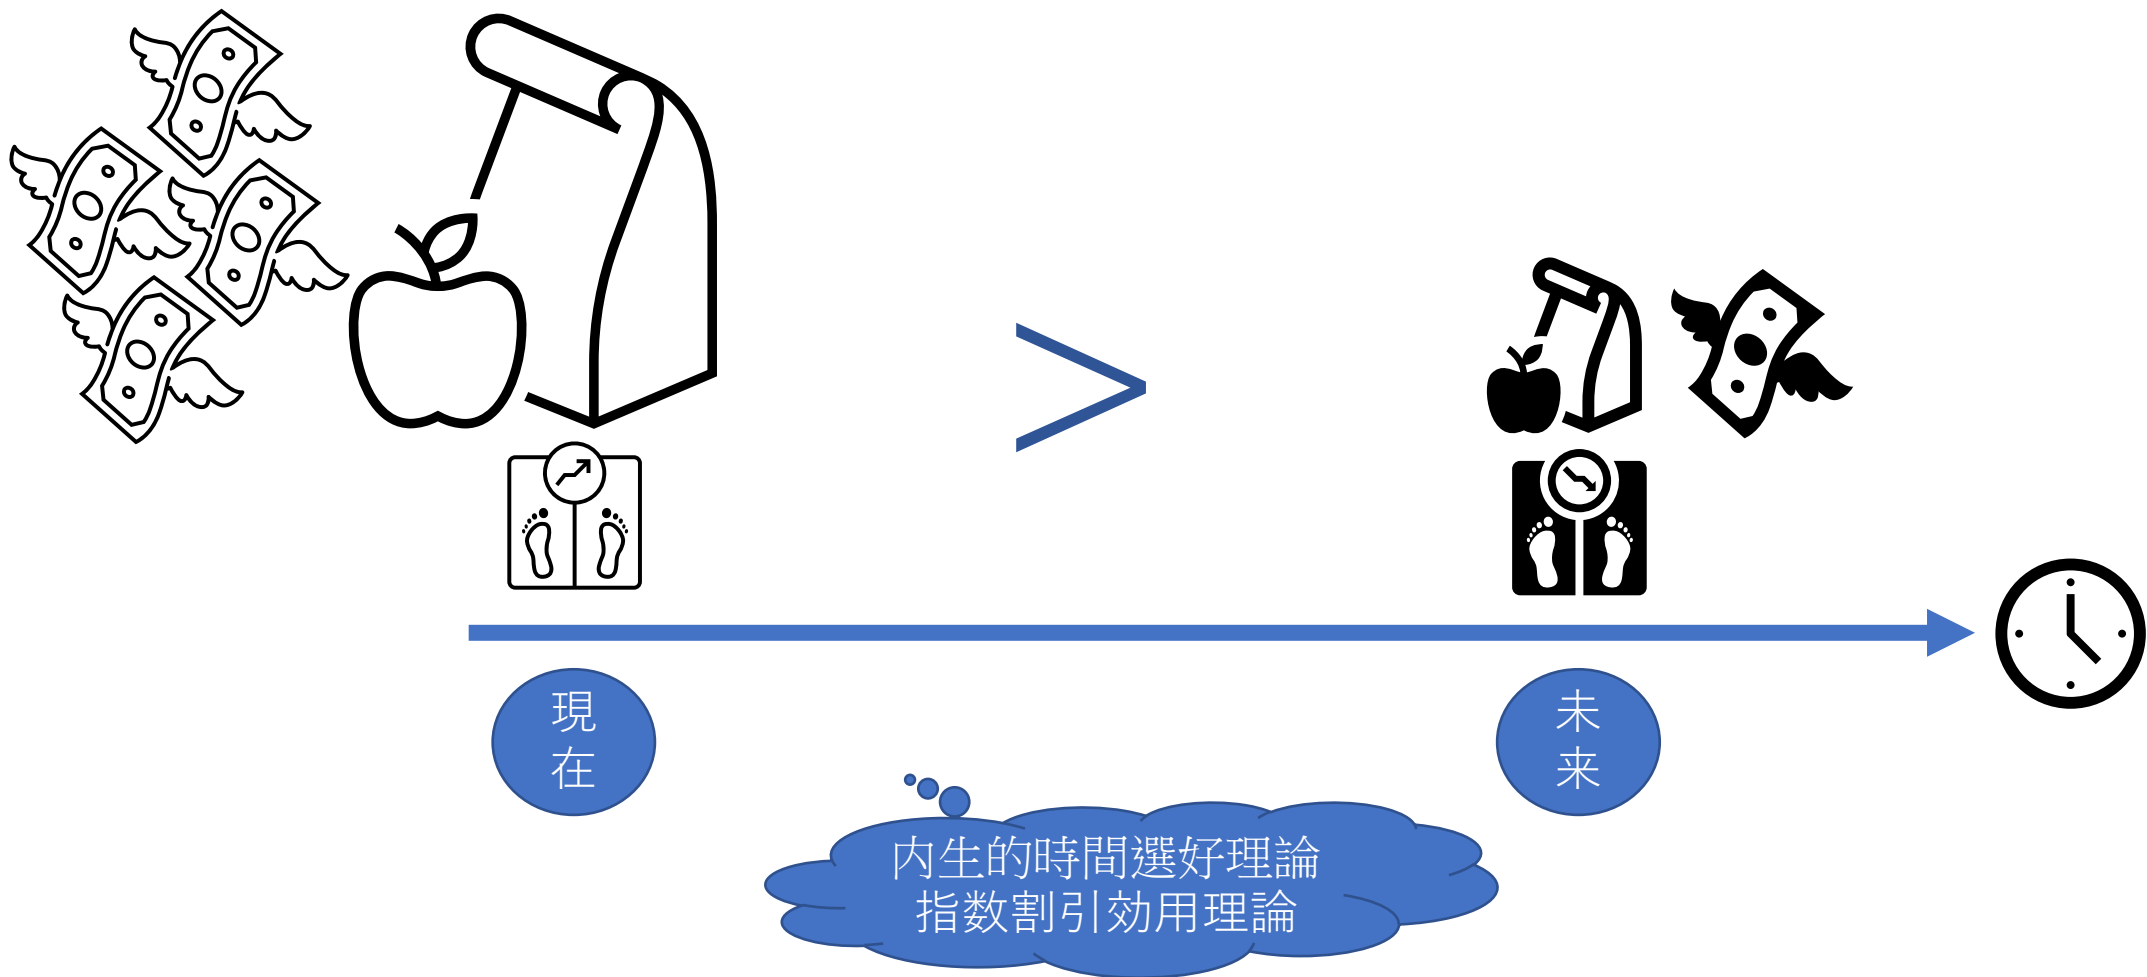 ＞
現
在
未
来
内生的時間選好理論
指数割引効用理論